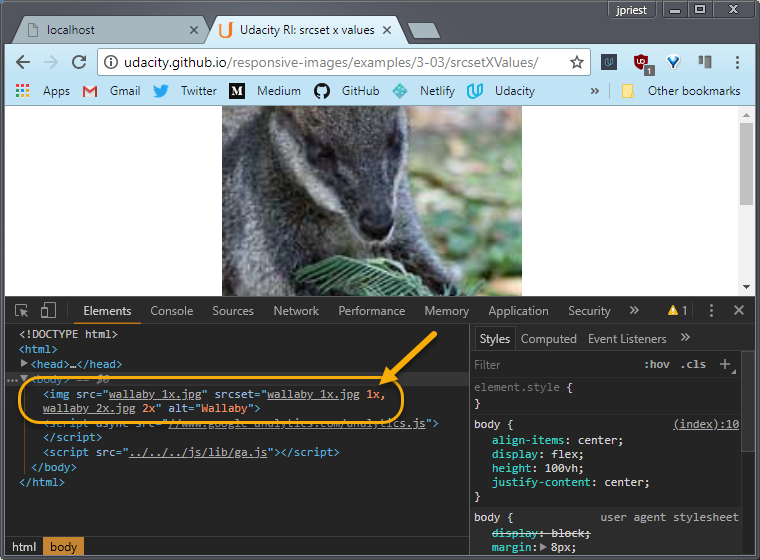 jpriest
localhost
Udacity RI: srcset x values
udacity.github.io/responsive-images/examples/3-03/srcsetXValues/
1
Apps Gmail Twitter Medium GitHub Netlify Udacity » Other bookmarks
Elements Console Sources Network Performance Memory Application Security » 1
<!DOCTYPE html>
<html>
<head>…</head>
<body> == $0
<img src="wallaby_1x.jpg" srcset="wallaby_1x.jpg 1x,
wallaby_2x.jpg 2x" alt="Wallaby">
<script async src="//www.google-analytics.com/analytics.js">
</script>
<script src="../../../js/lib/ga.js"></script>
</body>
</html>
html body
Styles Computed Event Listeners »
Filter :hov .cls +
element.style {
}
body { (index):10
align-items: center;
display: flex;
height: 100vh;
justify-content: center;
}
body { user agent stylesheet
display: block;
margin: 8px;